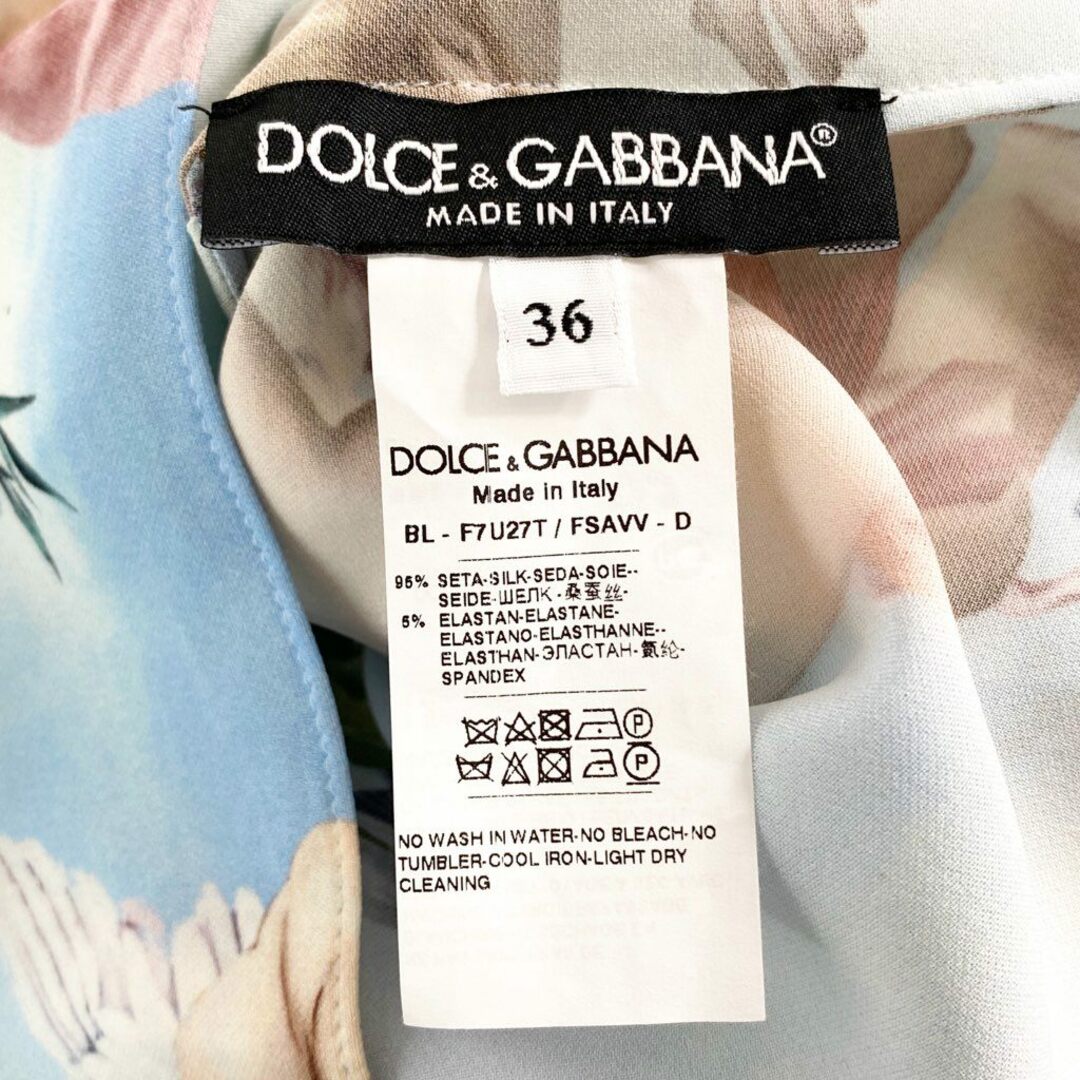 DOLCE & GABBANA®
MADE IN ITALY
36
DOLCE & GABBANA
Made in Italy
BL - F7U27T / FSAVV - D
95% SETA-SILK-SEDA-SOIE--
SEIDE-ШЕЛК-桑蚕丝-
5% ELASTAN-ELASTANE-
ELASTANO-ELASTHANNE--
ELASTHAN-ЭЛАСТАН-氨纶-
SPANDEX
P
P
NO WASH IN WATER-NO BLEACH-NO
TUMBLER-COOL IRON-LIGHT DRY
CLEANING